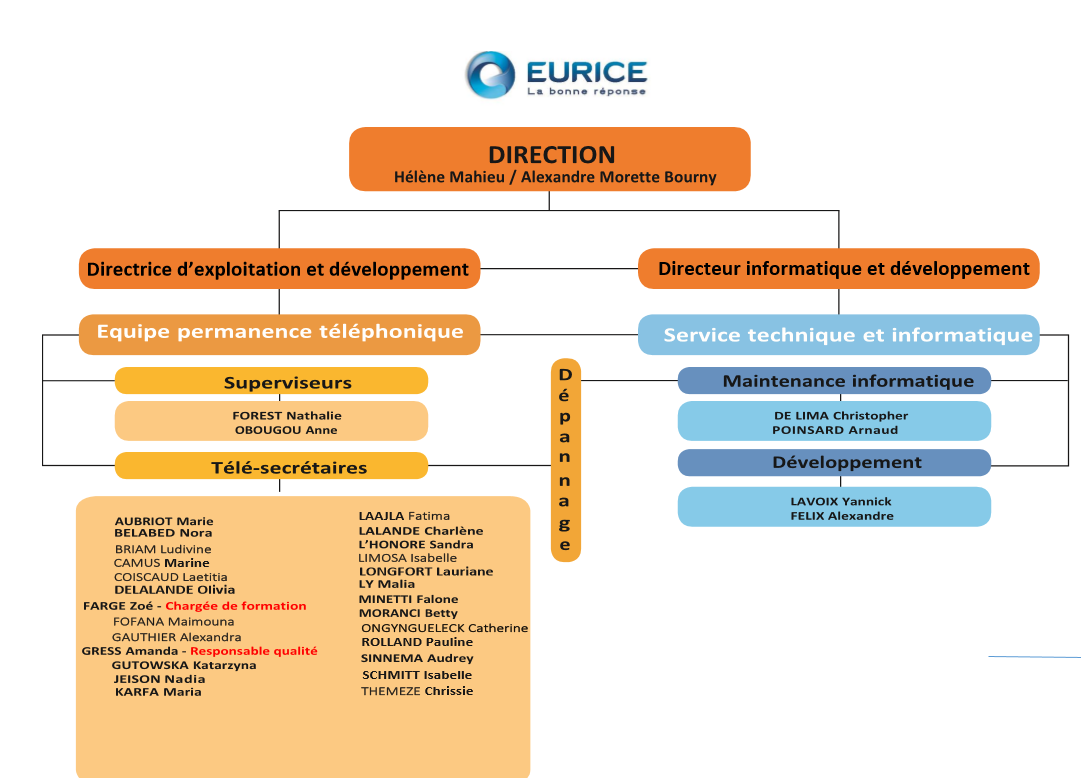 EURICE
La bonne réponse
DIRECTION
Hélène Mahieu / Alexandre Morette Bourny
Directrice d'exploitation et développement
Directeur informatique et développement
Equipe permanence téléphonique
Service technique et informatique
Superviseurs
FOREST Nathalie
OBOUGOU Anne
Télé-secrétaires
AUBRIOT Marie
BELABED Nora
BRIAM Ludivine
CAMUS Marine
COISCAUD Laetitia
DELALANDE Olivia
FARGE Zoé - Chargée de formation
FOFANA Maimouna
GAUTHIER Alexandra
GRESS Amanda - Responsable qualité
GUTOWSKA Katarzyna
JEISON Nadia
KARFA Maria
LAAJLA Fatima
LALANDE Charlène
L'HONORE Sandra
LIMOSA Isabelle
LONGFORT Lauriane
LY Malia
MINETTI Falone
MORANCI Betty
ONGYNGUELECK Catherine
ROLLAND Pauline
SINNEMA Audrey
SCHMITT Isabelle
THEMEZE Chrissie
Dépannage
Maintenance informatique
DE LIMA Christopher
POINSARD Arnaud
Développement
LAVOIX Yannick
FELIX Alexandre